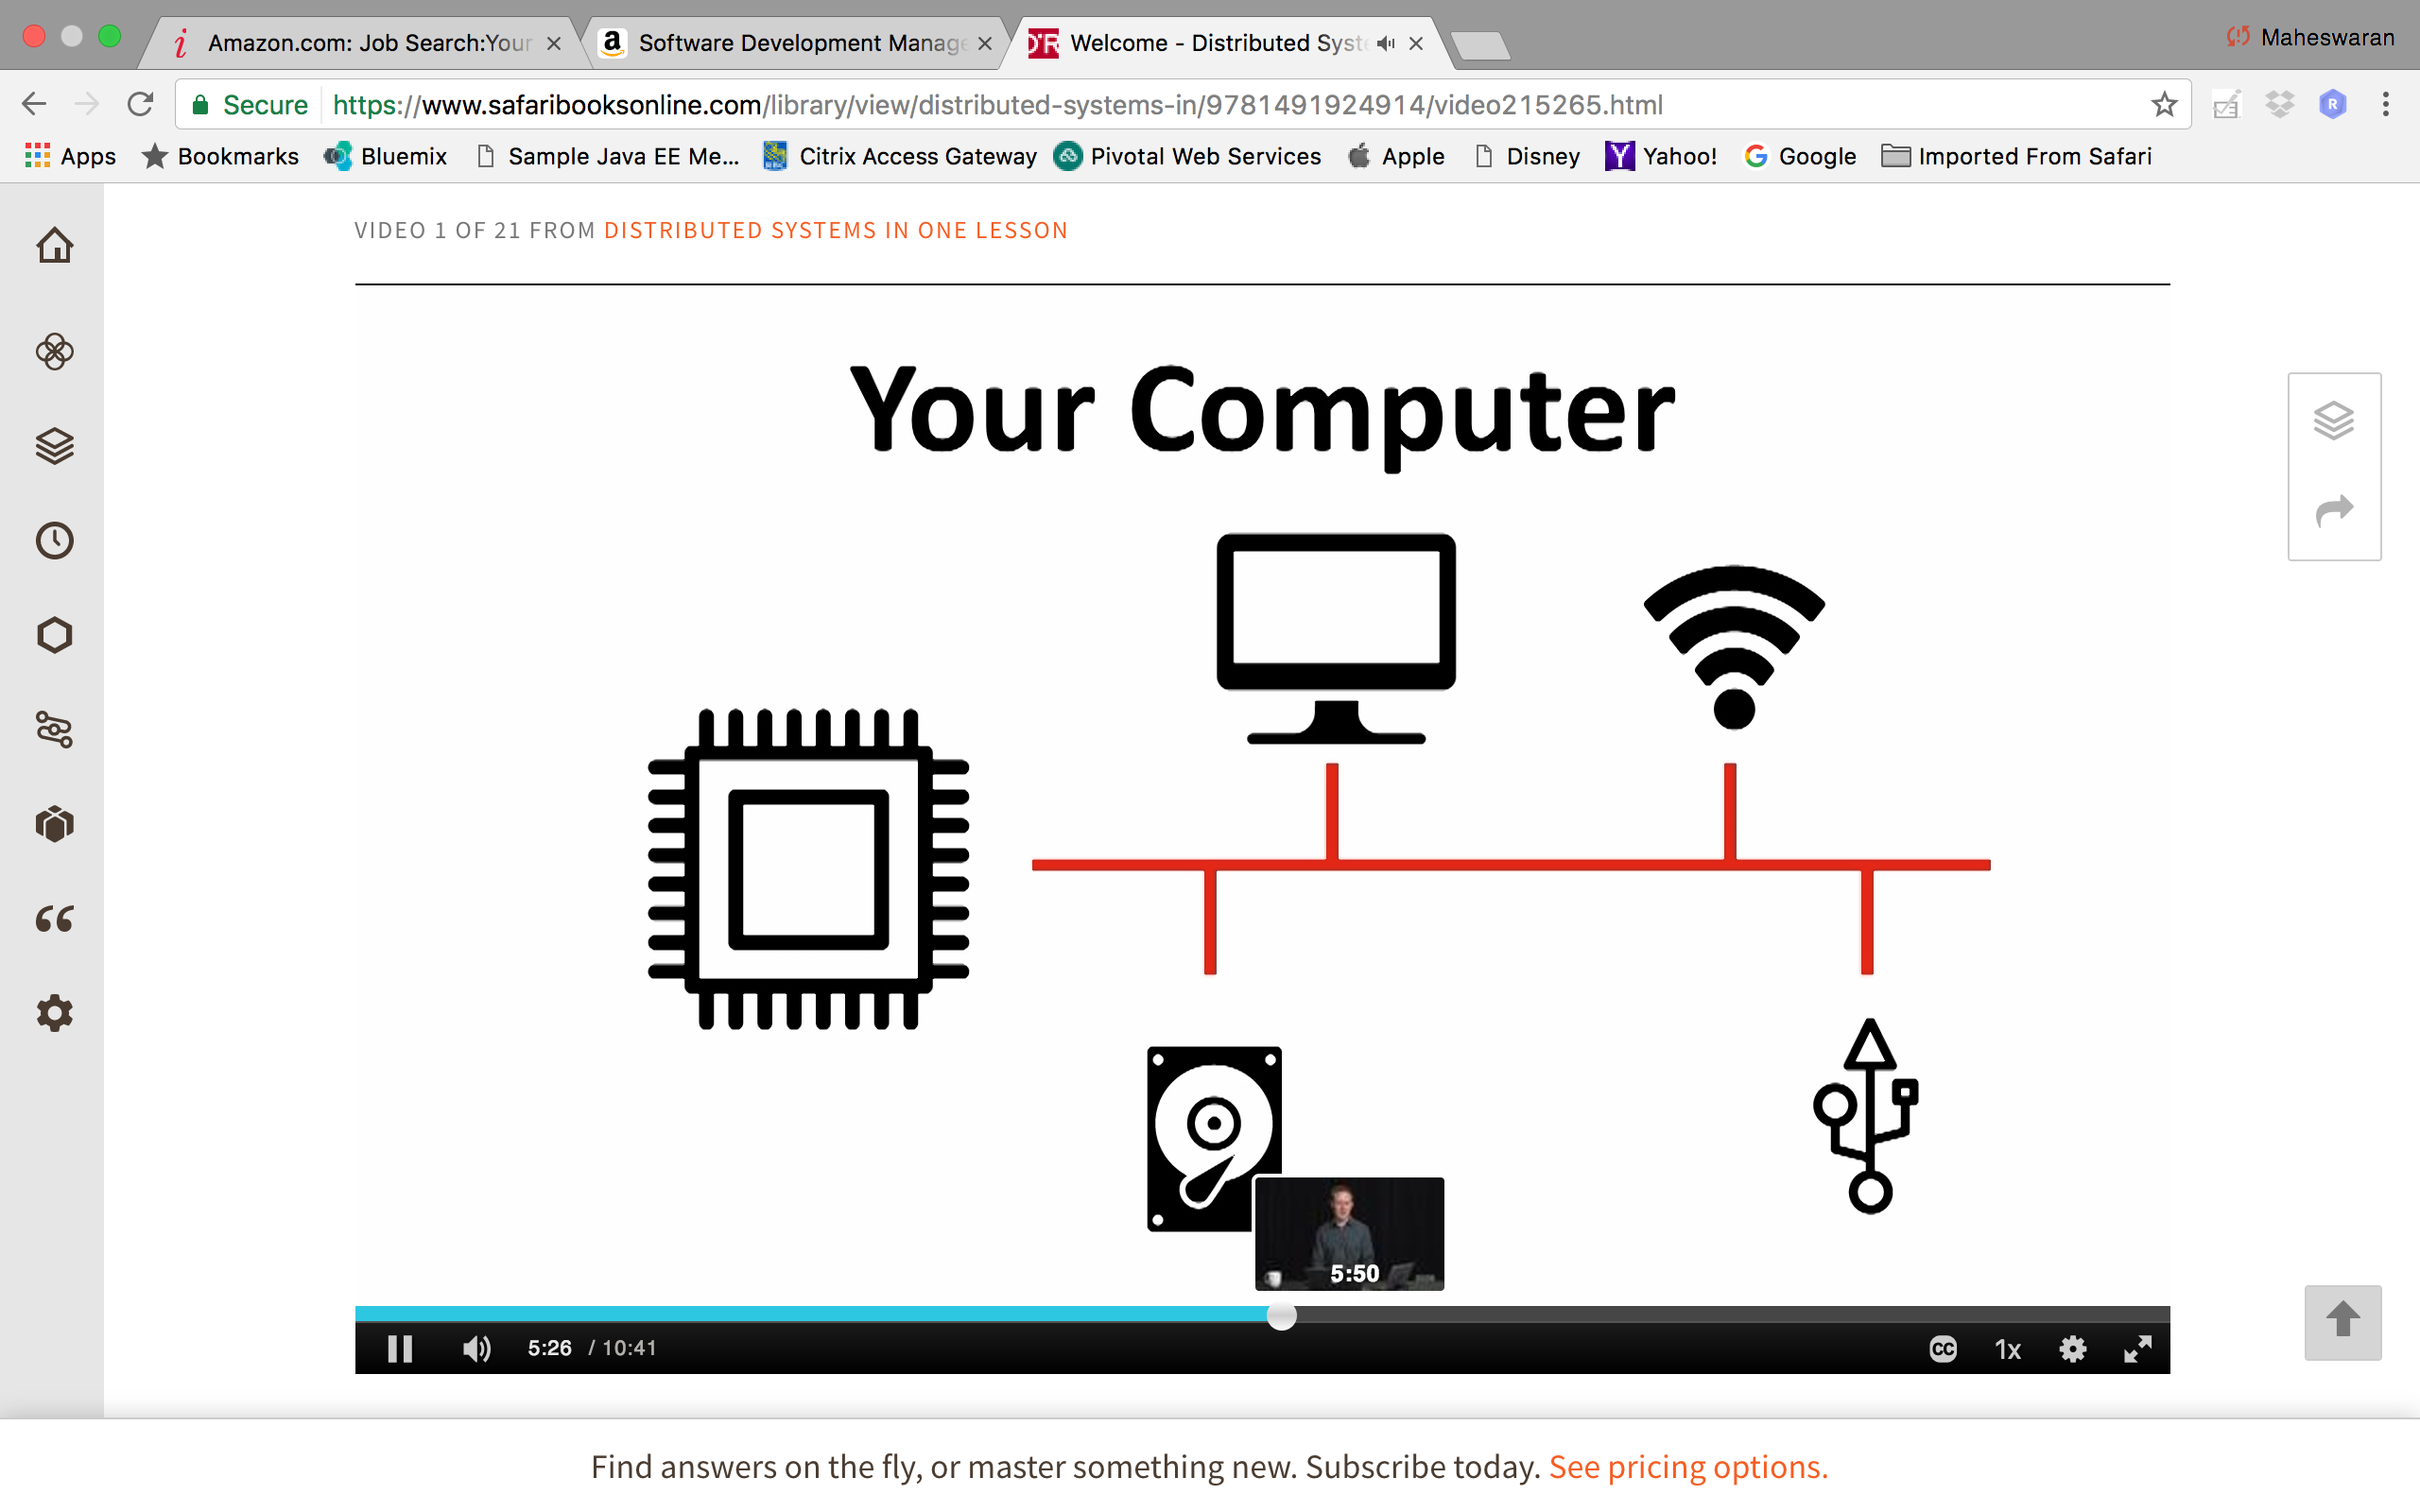 Amazon.com: Job Search:Your
Software Development Manage
Welcome - Distributed Syste
Maheswaran
Secure https://www.safaribooksonline.com/library/view/distributed-systems-in/9781491924914/video215265.html
Apps Bookmarks Bluemix Sample Java EE Me... Citrix Access Gateway Pivotal Web Services Apple Disney Yahoo! Google Imported From Safari
VIDEO 1 OF 21 FROM DISTRIBUTED SYSTEMS IN ONE LESSON
Your Computer
5:50
5:26 / 10:41
CC 1x
Find answers on the fly, or master something new. Subscribe today. See pricing options.